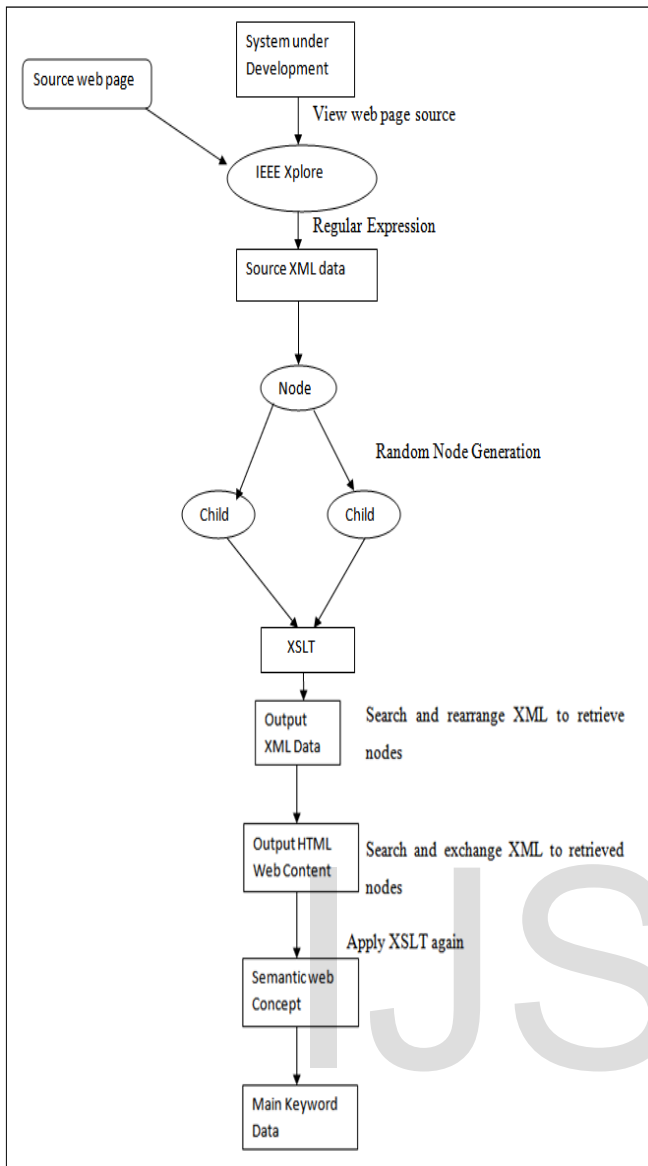 System under
Development
Source web page
View web page source
IEEE Xplore
Regular Expression
Source XML data
Node
Random Node Generation
Child
Child
XSLT
Output
XML Data
Search and rearrange XML to retrieve
nodes
Output HTML
Web Content
Search and exchange XML to retrieved
nodes
Apply XSLT again
Semantic web
Concept
Main Keyword
Data
IJS